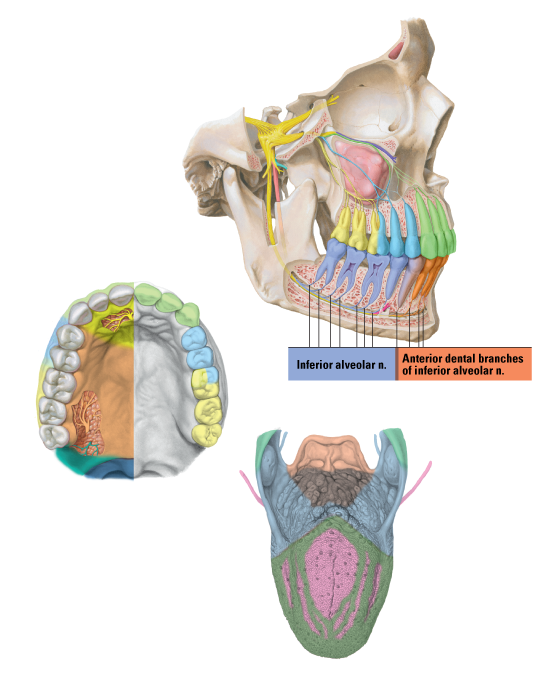 Inferior alveolar n.
Anterior dental branches
of inferior alveolar n.